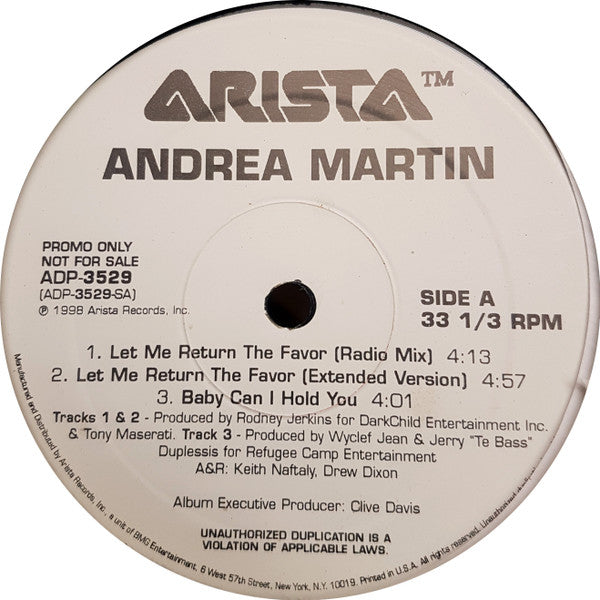 ARISTA™
ANDREA MARTIN
PROMO ONLY
NOT FOR SALE
ADP-3529
(ADP-3529-SA)
℗ 1998 Arista Records, Inc.
SIDE A
33 1/3 RPM
1. Let Me Return The Favor (Radio Mix) 4:13
2. Let Me Return The Favor (Extended Version) 4:57
3. Baby Can I Hold You 4:01
Tracks 1 & 2 - Produced by Rodney Jerkins for DarkChild Entertainment Inc.
& Tony Maserati. Track 3 - Produced by Wyclef Jean & Jerry "Te Bass"
Duplessis for Refugee Camp Entertainment
A&R: Keith Naftaly, Drew Dixon
Album Executive Producer: Clive Davis
UNAUTHORIZED DUPLICATION IS A
VIOLATION OF APPLICABLE LAWS.
Manufactured and Distributed by Arista Records, Inc., a unit of BMG Entertainment, 6 West 57th Street, New York, N.Y. 10019. Printed in U.S.A. All rights reserved.